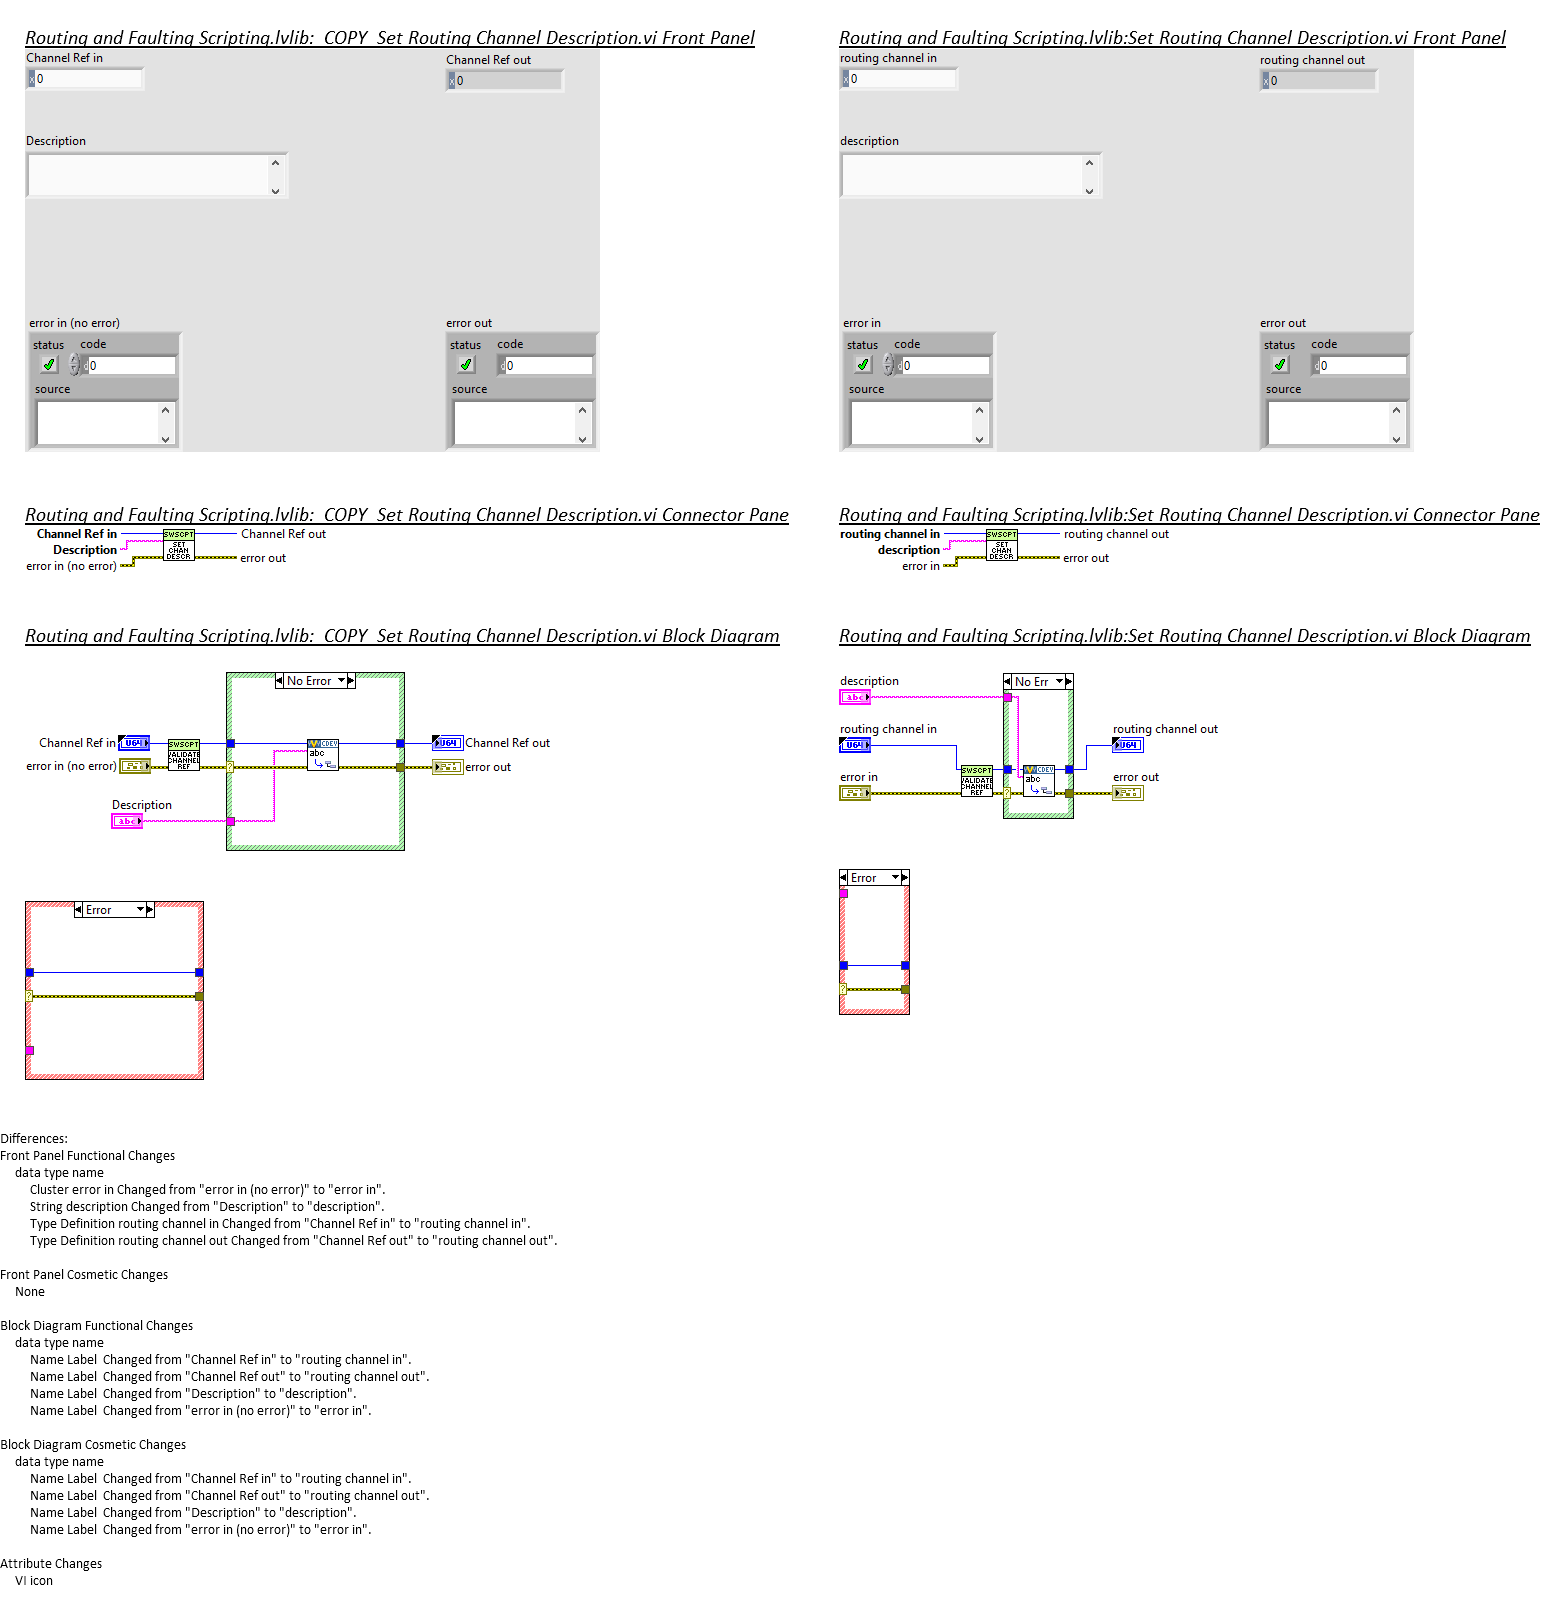 Routing and Faulting Scripting.lvlib:_COPY_Set Routing Channel Description.vi Front Panel
Channel Ref in
x 0
Channel Ref out
x 0
Description
error in (no error)
status code
d 0
source
error out
status code
d 0
source
Routing and Faulting Scripting.lvlib:Set Routing Channel Description.vi Front Panel
routing channel in
x 0
routing channel out
x 0
description
error in
status code
d 0
source
error out
status code
d 0
source
Routing and Faulting Scripting.lvlib:_COPY_Set Routing Channel Description.vi Connector Pane
Channel Ref in
Description
error in (no error)
SWSCPT
SET
CHAN
DESCR
Channel Ref out
error out
Routing and Faulting Scripting.lvlib:Set Routing Channel Description.vi Connector Pane
routing channel in
description
error in
SWSCPT
SET
CHAN
DESCR
routing channel out
error out
Routing and Faulting Scripting.lvlib:_COPY_Set Routing Channel Description.vi Block Diagram
No Error
Channel Ref in
U64
error in (no error)
SWSCPT
VALIDATE
CHANNEL
REF
CDEV
abc
U64
Channel Ref out
error out
?
Description
abc
Error
?
Routing and Faulting Scripting.lvlib:Set Routing Channel Description.vi Block Diagram
description
abc
No Err
routing channel in
U64
routing channel out
U64
error in
SWSCPT
VALIDATE
CHANNEL
REF
?
CDEV
abc
error out
Error
?
Differences:
Front Panel Functional Changes
data type name
Cluster error in Changed from "error in (no error)" to "error in".
String description Changed from "Description" to "description".
Type Definition routing channel in Changed from "Channel Ref in" to "routing channel in".
Type Definition routing channel out Changed from "Channel Ref out" to "routing channel out".
Front Panel Cosmetic Changes
None
Block Diagram Functional Changes
data type name
Name Label  Changed from "Channel Ref in" to "routing channel in".
Name Label  Changed from "Channel Ref out" to "routing channel out".
Name Label  Changed from "Description" to "description".
Name Label  Changed from "error in (no error)" to "error in".
Block Diagram Cosmetic Changes
data type name
Name Label  Changed from "Channel Ref in" to "routing channel in".
Name Label  Changed from "Channel Ref out" to "routing channel out".
Name Label  Changed from "Description" to "description".
Name Label  Changed from "error in (no error)" to "error in".
Attribute Changes
VI icon